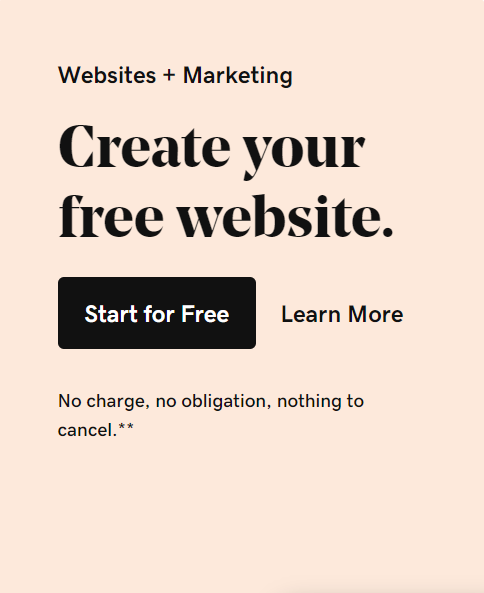 Websites + Marketing
Create your
free website.
Start for Free
Learn More
No charge, no obligation, nothing to
cancel.**